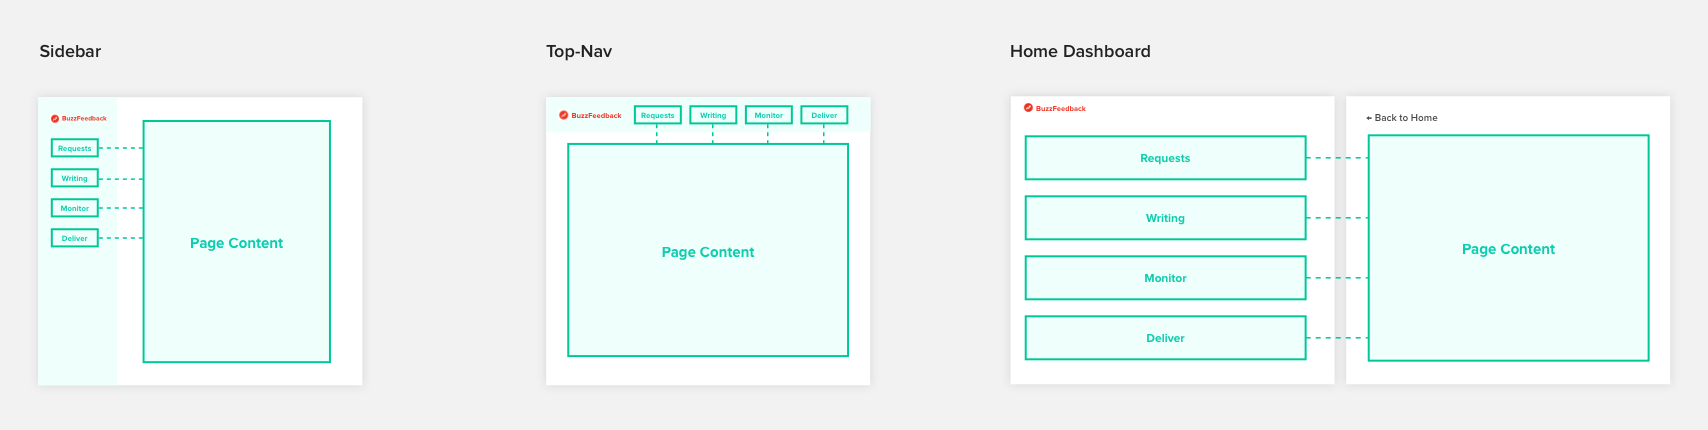 Sidebar
BuzzFeedback
Requests
Writing
Monitor
Deliver
Page Content
Top-Nav
BuzzFeedback
Requests
Writing
Monitor
Deliver
Page Content
Home Dashboard
BuzzFeedback
Requests
Writing
Monitor
Deliver
← Back to Home
Page Content